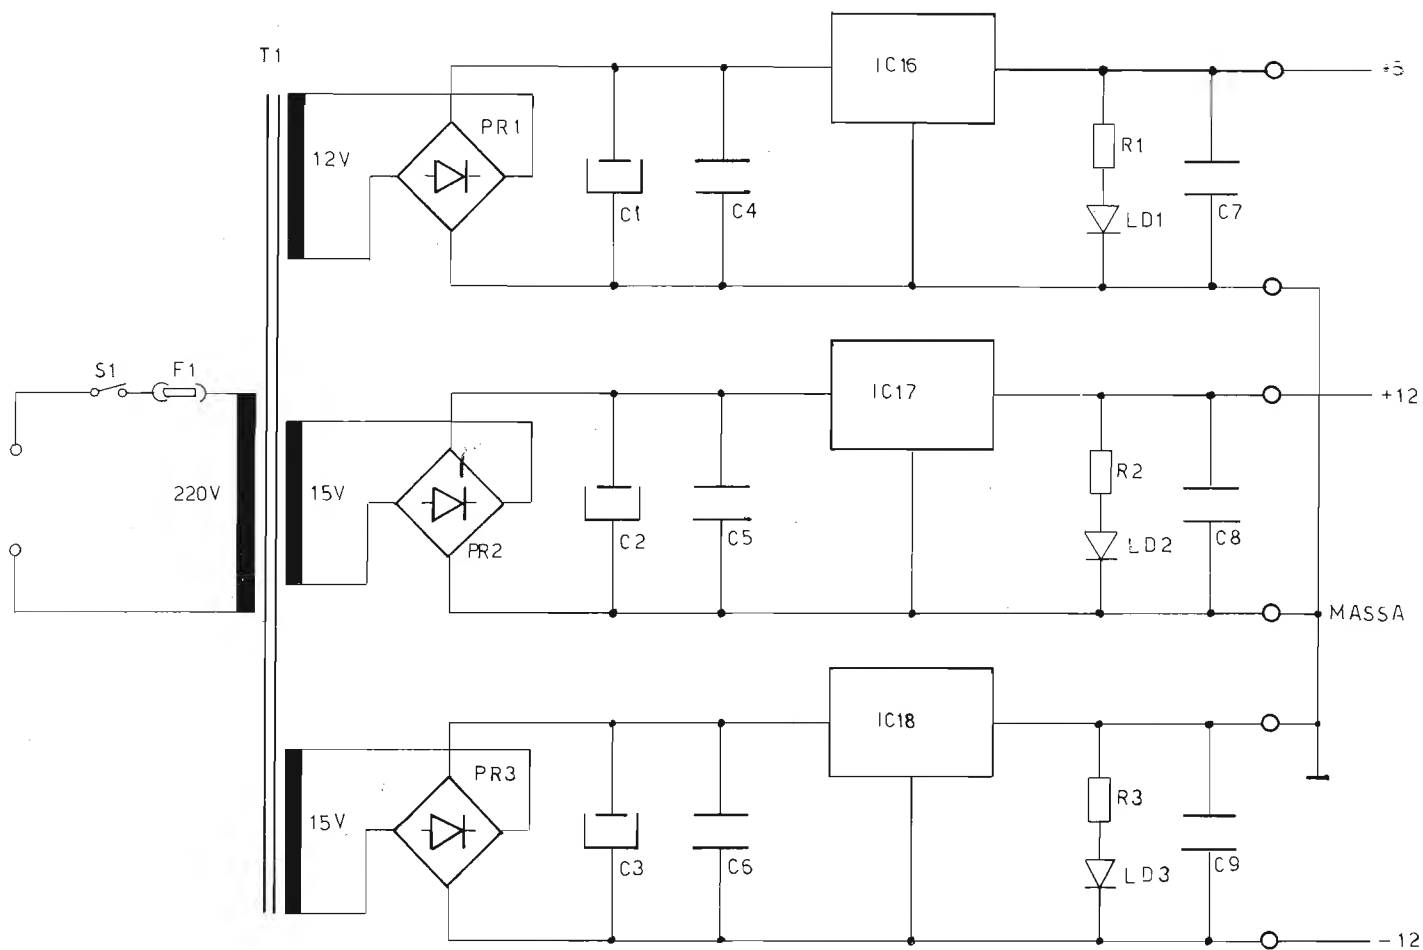 T1
IC16
+5
PR1
12V
R1
C1
C4
LD1
C7
S1
F1
IC17
+12
R2
220V
15V
PR2
C2
C5
LD2
C8
MASSA
IC18
PR3
R3
15V
C3
C6
LD3
C9
-12